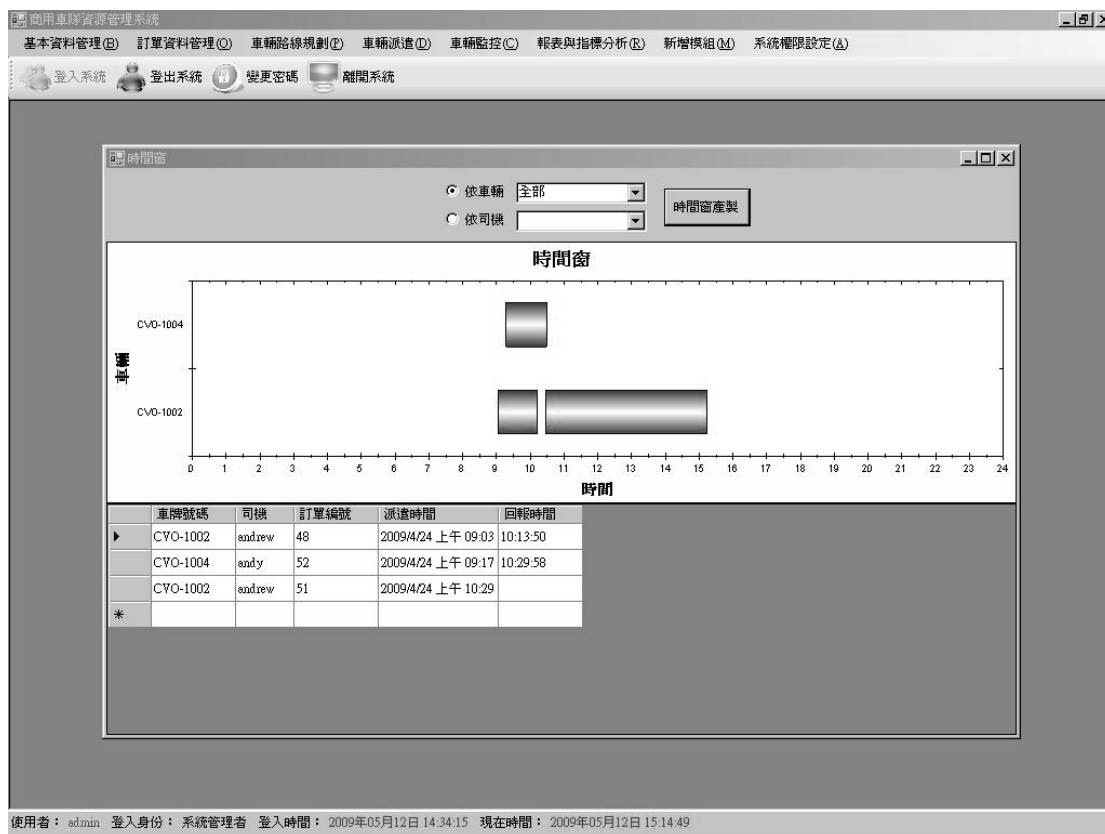 商用車隊資源管理系統
基本資料管理(B) 訂單資料管理(O) 車輛路線規劃(P) 車輛派遣(D) 車輛監控(C) 報表與指標分析(R) 新增模組(M) 系統權限設定(A)
登入系統 登出系統 變更密碼 離開系統
時間窗
依車輛 全部
依司機
時間窗產製
時間窗
CVO-1004
車輛
CVO-1002
0 1 2 3 4 5 6 7 8 9 10 11 12 13 14 15 16 17 18 19 20 21 22 23 24
時間
車牌號碼 司機 訂單編號 派遣時間 回報時間
CVO-1002 andrew 48 2009/4/24 上午 09:03 10:13:50
CVO-1004 andy 52 2009/4/24 上午 09:17 10:29:58
CVO-1002 andrew 51 2009/4/24 上午 10:29
使用者： admin 登入身份： 系統管理者 登入時間： 2009年05月12日 14:34:15 現在時間： 2009年05月12日 15:14:49